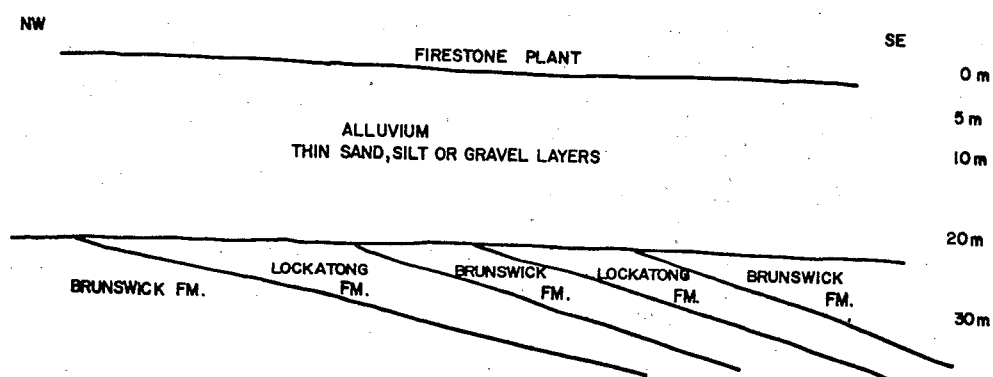 NW
SE
FIRESTONE PLANT
0 m
5 m
ALLUVIUM
THIN SAND, SILT OR GRAVEL LAYERS
10 m
20 m
BRUNSWICK FM.
LOCKATONG
FM.
BRUNSWICK
FM.
LOCKATONG
FM.
BRUNSWICK
FM.
30 m